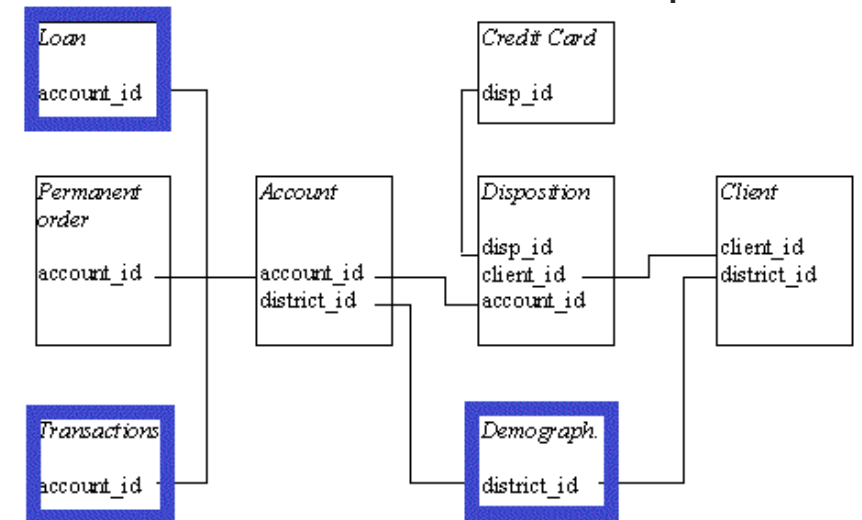 Loan
account_id
Credit Card
disp_id
Permanent
order
account_id
Account
account_id
district_id
Disposition
disp_id
client_id
account_id
Client
client_id
district_id
Transactions
account_id
Demograph.
district_id